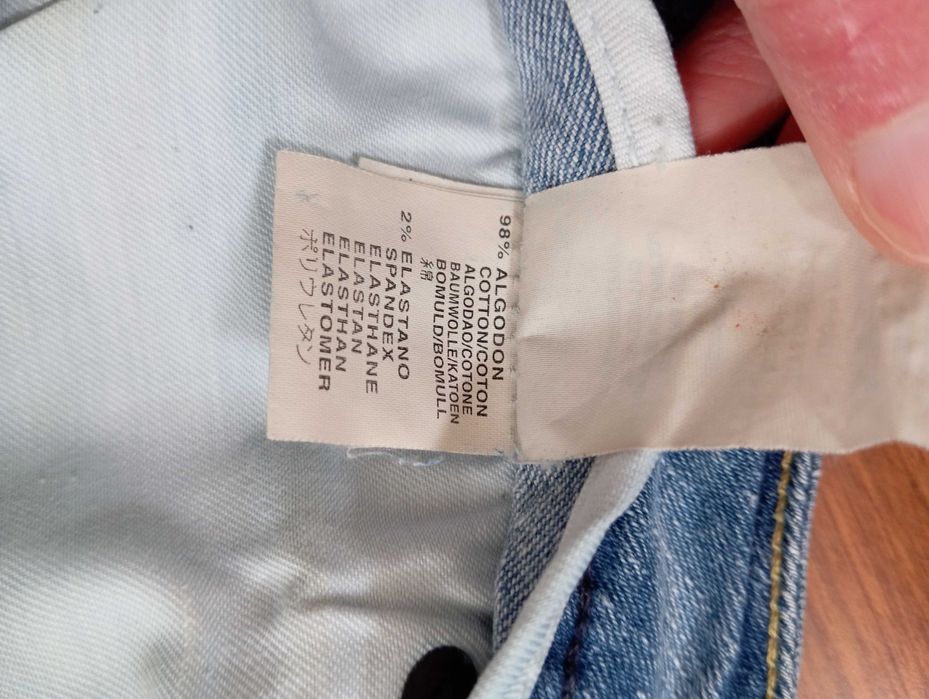 98% ALGODON
COTTON/COTON
ALGODAO/COTONE
BAUMWOLLE/KATOEN
BOMULD/BOMULL
綿
2% ELASTANO
SPANDEX
ELASTHANE
ELASTAN
ELASTHAN
ELASTOMER
ポリウレタン